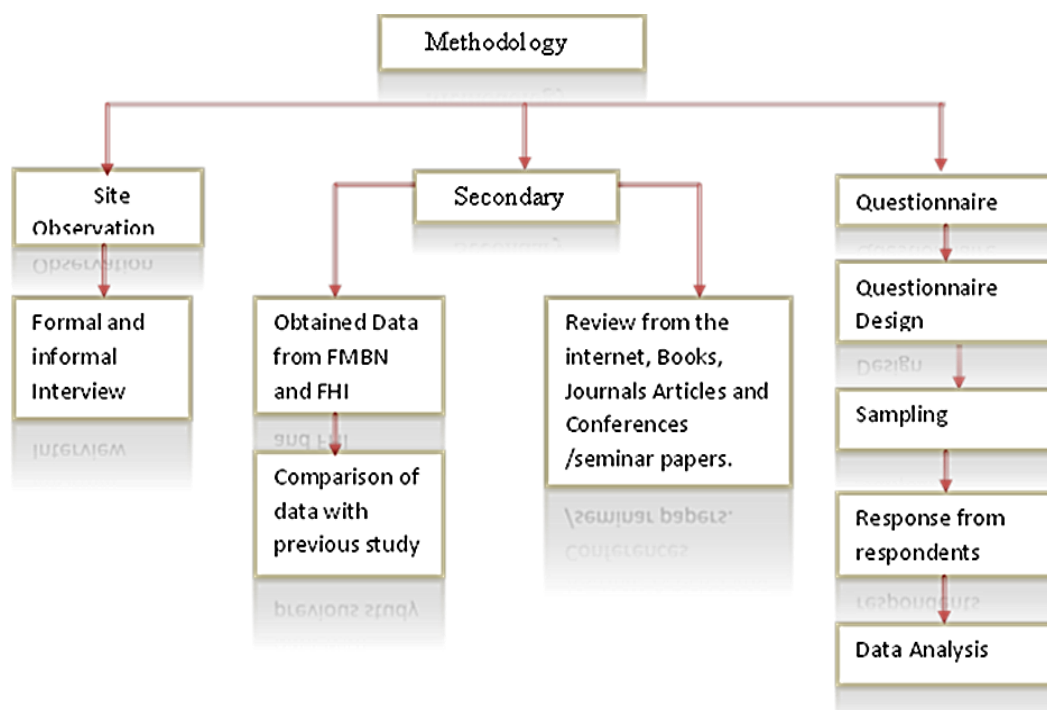 Methodology
Site
Observation
Formal and
informal
Interview
Secondary
Obtained Data
from FMBN
and FHI
Comparison of
data with
previous study
Review from the
internet, Books,
Journals Articles and
Conferences
/seminar papers.
Questionnaire
Questionnaire
Design
Sampling
Response from
respondents
Data Analysis